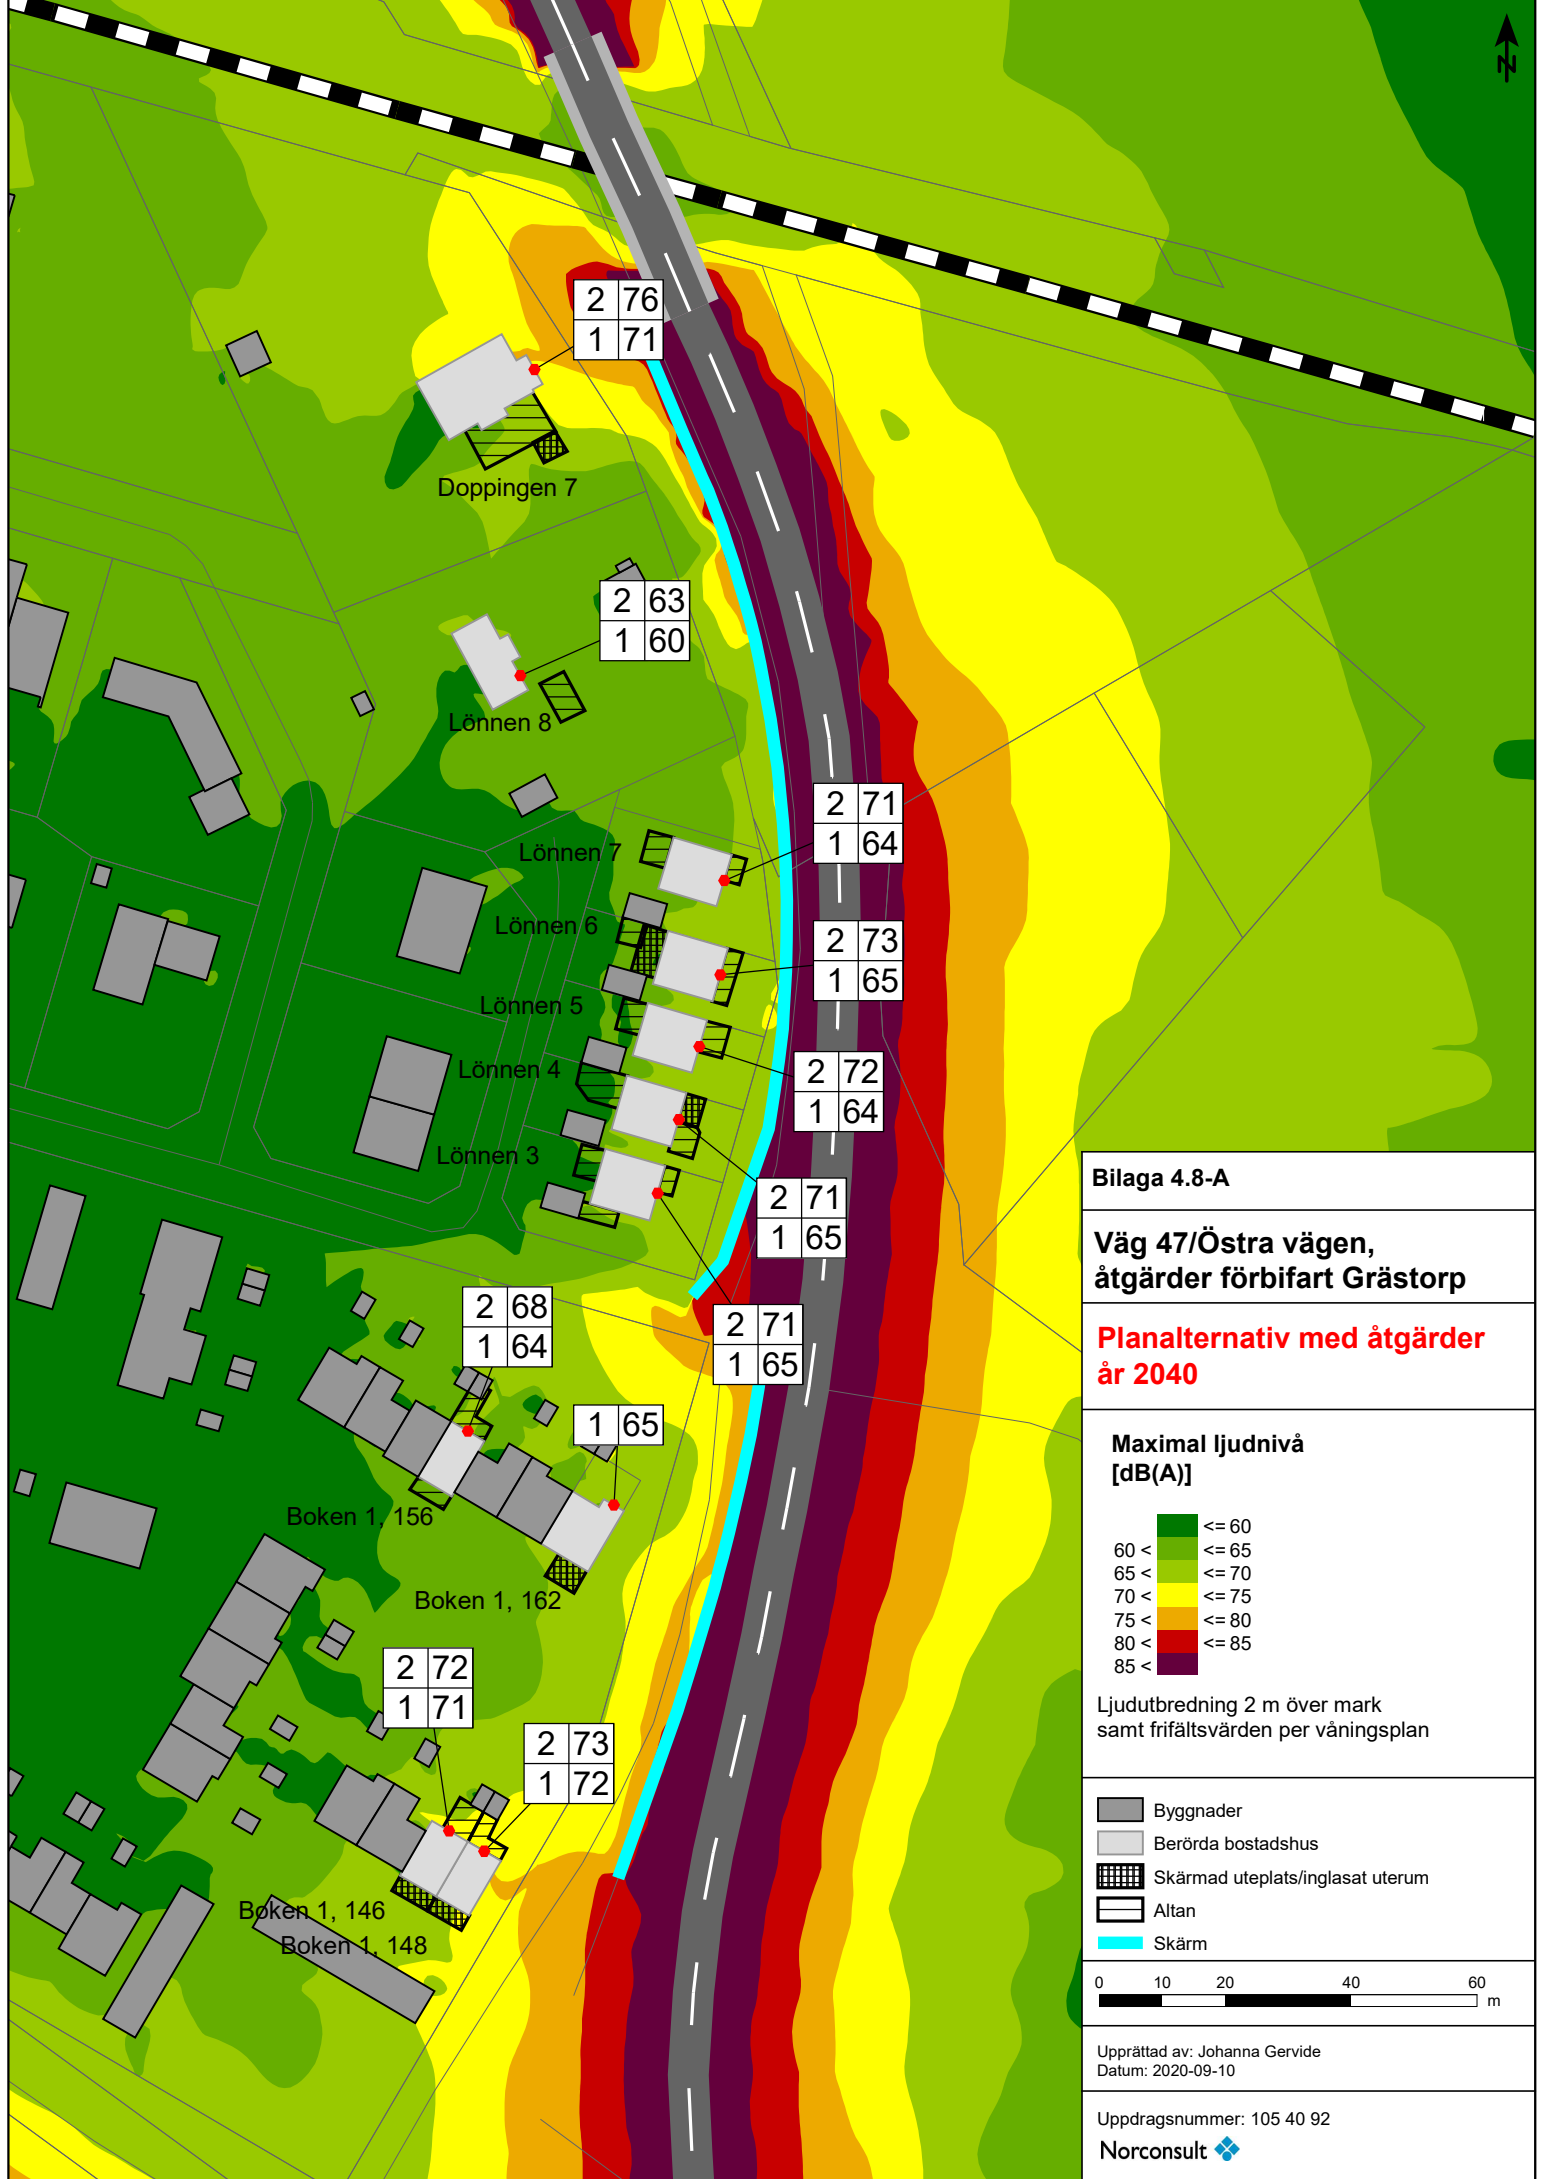 N
2 76
1 71
Doppingen 7
2 63
1 60
Lönnen 8
2 71
1 64
Lönnen 7
Lönnen 6
2 73
1 65
Lönnen 5
Lönnen 4
2 72
1 64
Lönnen 3
2 71
1 65
2 68
1 64
2 71
1 65
1 65
Boken 1, 156
Boken 1, 162
2 72
1 71
2 73
1 72
Boken 1, 146
Boken 1, 148
Bilaga 4.8-A
Väg 47/Östra vägen,
åtgärder förbifart Grästorp
Planalternativ med åtgärder
år 2040
Maximal ljudnivå
[dB(A)]
<= 60
60 < <= 65
65 < <= 70
70 < <= 75
75 < <= 80
80 < <= 85
85 <
Ljudutbredning 2 m över mark
samt frifältsvärden per våningsplan
Byggnader
Berörda bostadshus
Skärmad uteplats/inglasat uterum
Altan
Skärm
0 10 20 40 60
m
Upprättad av: Johanna Gervide
Datum: 2020-09-10
Uppdragsnummer: 105 40 92
Norconsult